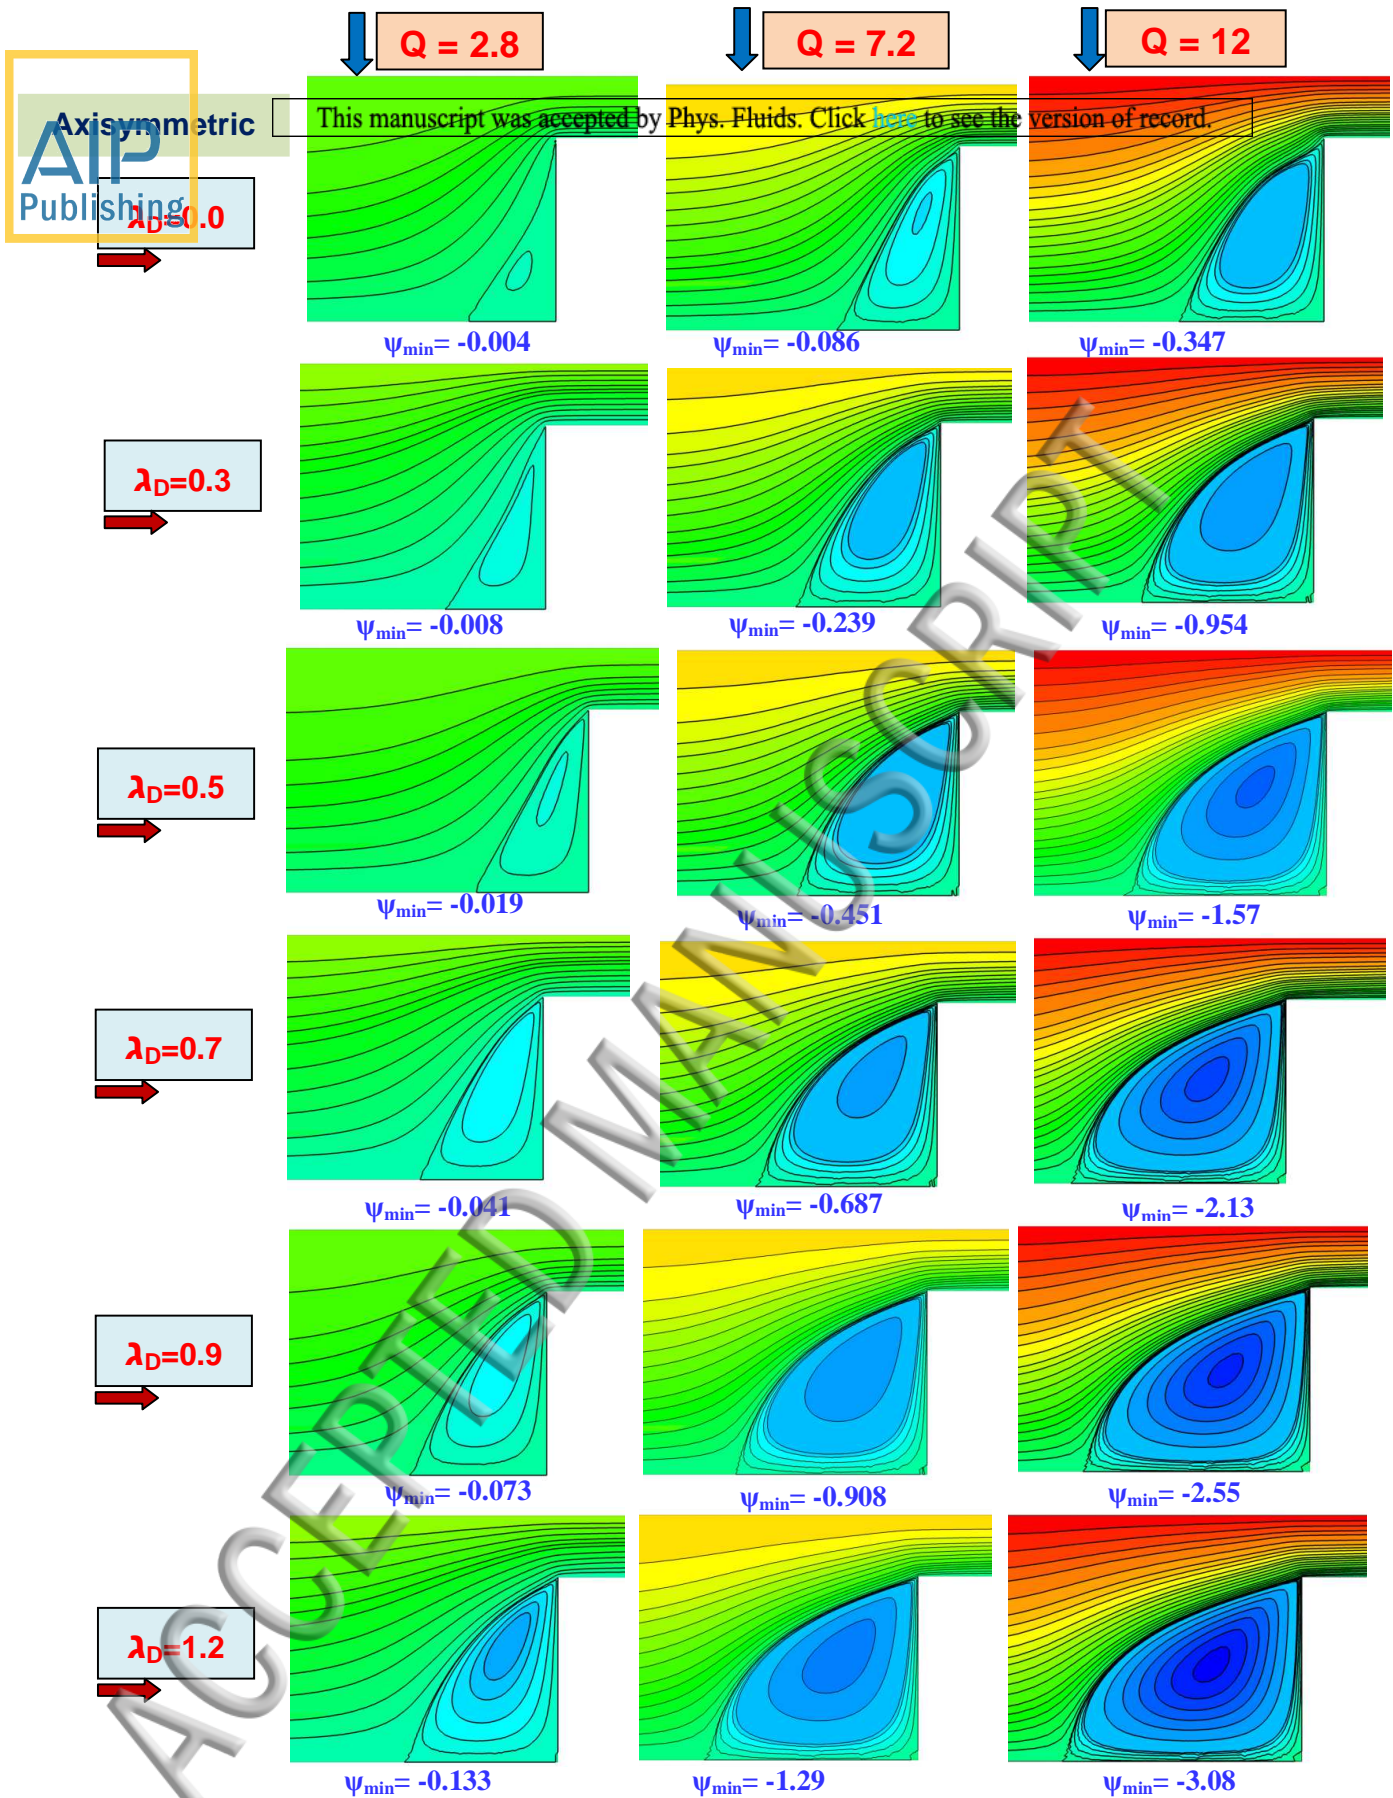 Q = 2.8
Q = 7.2
Q = 12
Axisymmetric
This manuscript was accepted by Phys. Fluids. Click here to see the version of record.
AIP
Publishing
λD=0.0
ψmin= -0.004
ψmin= -0.086
ψmin= -0.347
λD=0.3
ψmin= -0.008
ψmin= -0.239
ψmin= -0.954
λD=0.5
ψmin= -0.019
ψmin= -0.451
ψmin= -1.57
λD=0.7
ψmin= -0.041
ψmin= -0.687
ψmin= -2.13
λD=0.9
ψmin= -0.073
ψmin= -0.908
ψmin= -2.55
λD=1.2
ψmin= -0.133
ψmin= -1.29
ψmin= -3.08
ACCEPTED MANUSCRIPT